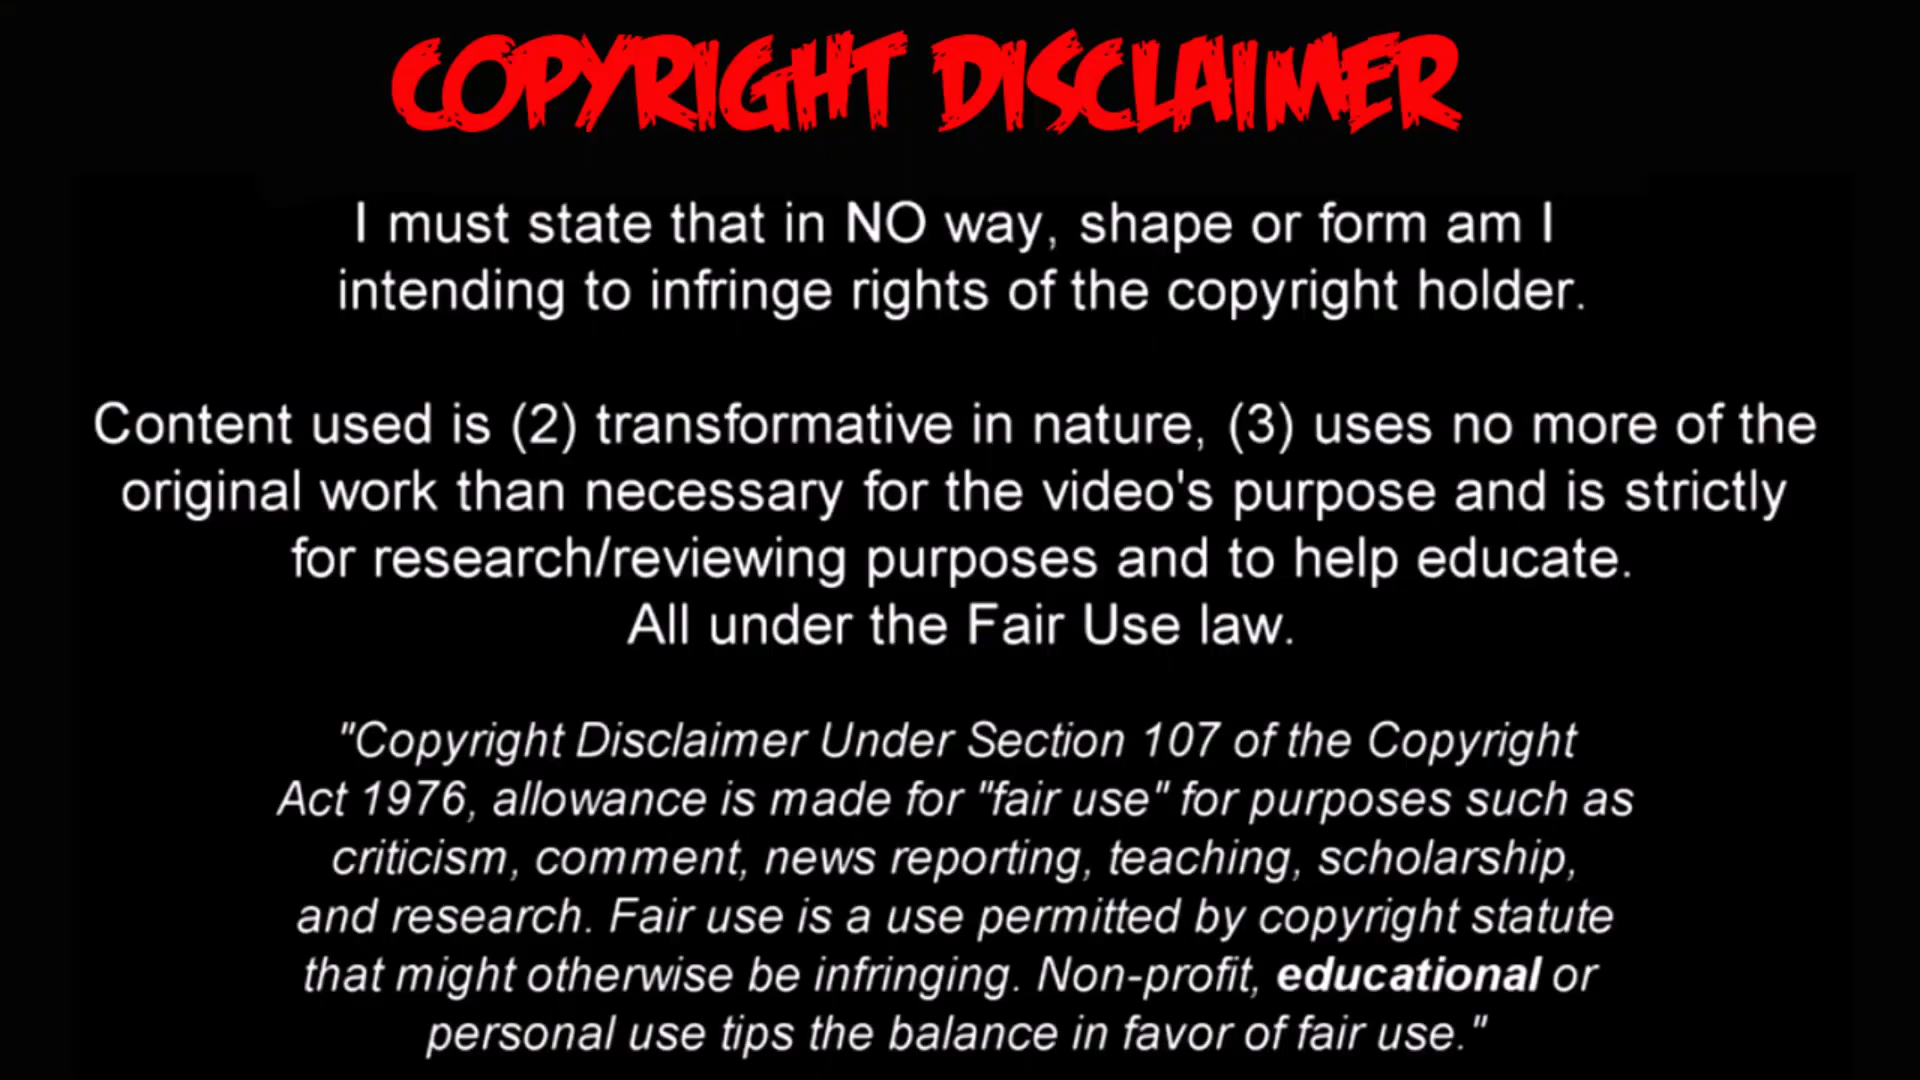 COPYRIGHT DISCLAIMER
I must state that in NO way, shape or form am I
intending to infringe rights of the copyright holder.
Content used is (2) transformative in nature, (3) uses no more of the
original work than necessary for the video's purpose and is strictly
for research/reviewing purposes and to help educate.
All under the Fair Use law.
"Copyright Disclaimer Under Section 107 of the Copyright
Act 1976, allowance is made for "fair use" for purposes such as
criticism, comment, news reporting, teaching, scholarship,
and research. Fair use is a use permitted by copyright statute
that might otherwise be infringing. Non-profit, educational or
personal use tips the balance in favor of fair use."